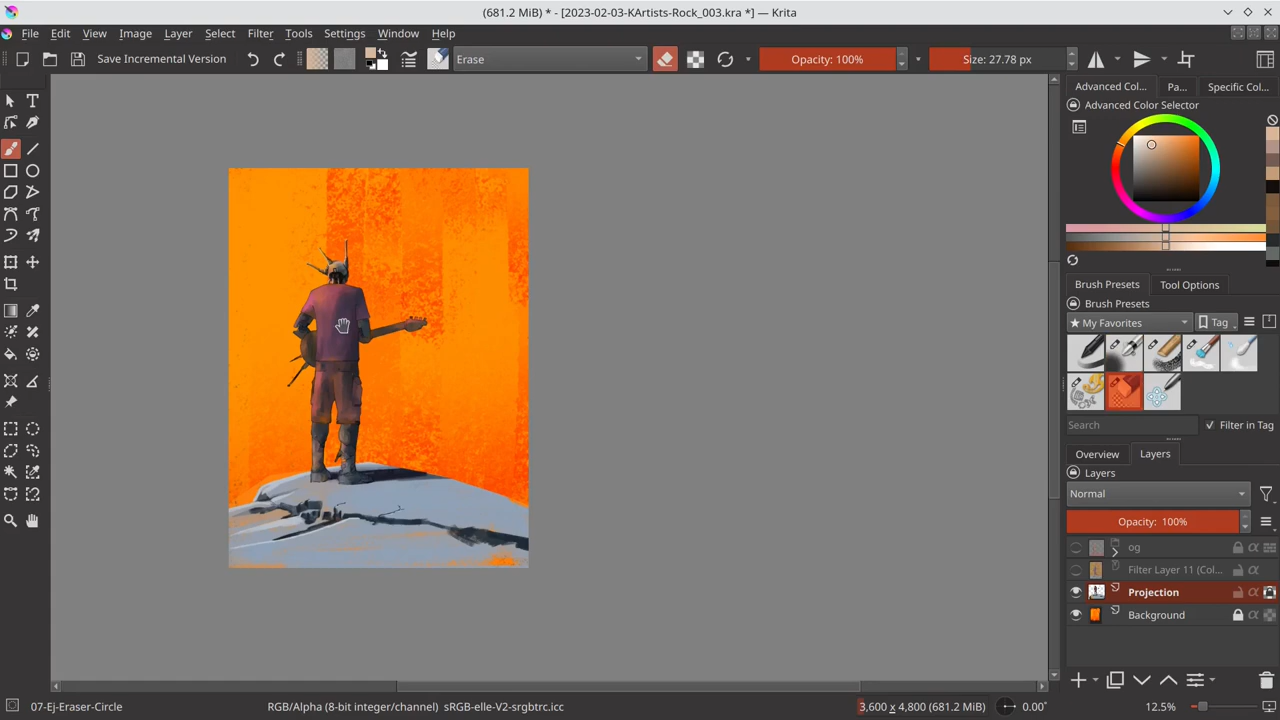 (681.2 MiB) * - [2023-02-03-KArtists-Rock_003.kra *] — Krita
File Edit View Image Layer Select Filter Tools Settings Window Help
Save Incremental Version
Erase
Opacity: 100%
Size: 27.78 px
Advanced Col...
Pa...
Specific Col...
Advanced Color Selector
Brush Presets
Tool Options
Brush Presets
★ My Favorites
Tag
Search
Filter in Tag
Overview
Layers
Layers
Normal
Opacity: 100%
og
Filter Layer 11 (Col...
Projection
Background
07-Ej-Eraser-Circle
RGB/Alpha (8-bit integer/channel) sRGB-elle-V2-srgbtrc.icc
3,600 x 4,800 (681.2 MiB)
0.00°
12.5%